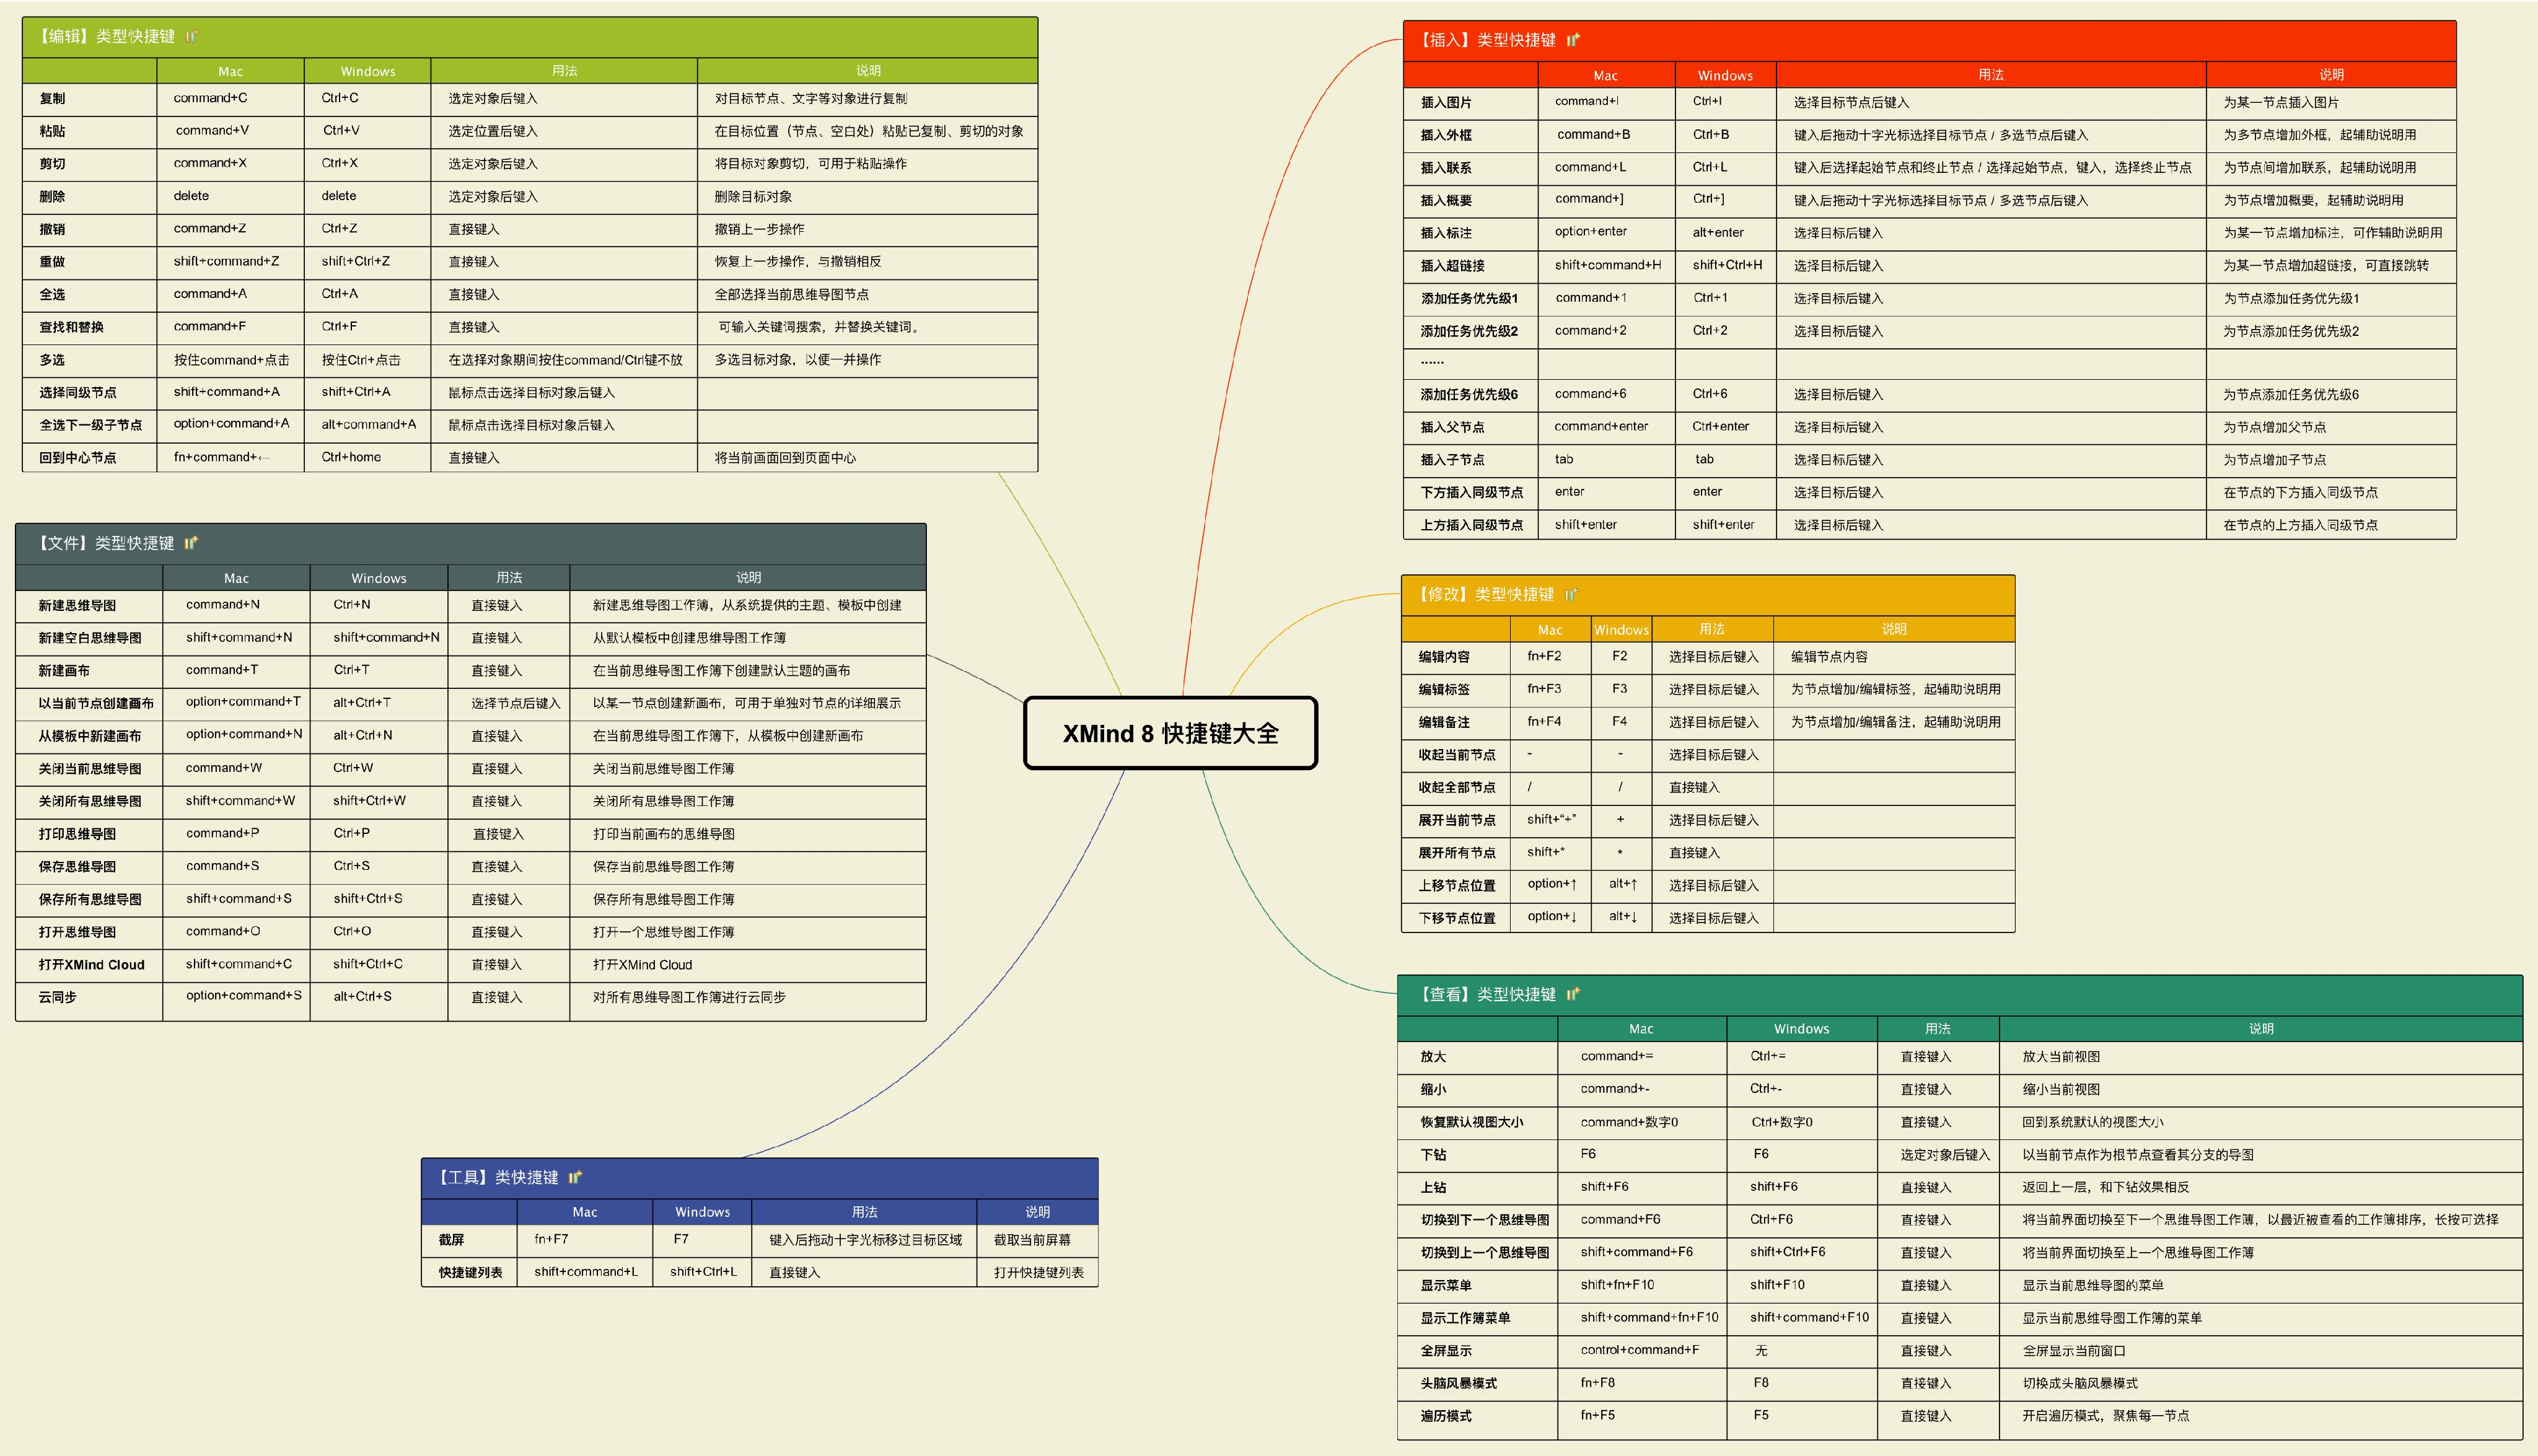 【编辑】类型快捷键
Mac Windows 用法 说明
复制 command+C Ctrl+C 选定对象后键入 对目标节点、文字等对象进行复制
粘贴 command+V Ctrl+V 选定位置后键入 在目标位置（节点、空白处）粘贴已复制、剪切的对象
剪切 command+X Ctrl+X 选定对象后键入 将目标对象剪切，可用于粘贴操作
删除 delete delete 选定对象后键入 删除目标对象
撤销 command+Z Ctrl+Z 直接键入 撤销上一步操作
重做 shift+command+Z shift+Ctrl+Z 直接键入 恢复上一步操作，与撤销相反
全选 command+A Ctrl+A 直接键入 全部选择当前思维导图节点
查找和替换 command+F Ctrl+F 直接键入 可输入关键词搜索，并替换关键词。
多选 按住command+点击 按住Ctrl+点击 在选择对象期间按住command/Ctrl键不放 多选目标对象，以便一并操作
选择同级节点 shift+command+A shift+Ctrl+A 鼠标点击选择目标对象后键入
全选下一级子节点 option+command+A alt+command+A 鼠标点击选择目标对象后键入
回到中心节点 fn+command+← Ctrl+home 直接键入 将当前画面回到页面中心
【文件】类型快捷键
Mac Windows 用法 说明
新建思维导图 command+N Ctrl+N 直接键入 新建思维导图工作簿，从系统提供的主题、模板中创建
新建空白思维导图 shift+command+N shift+command+N 直接键入 从默认模板中创建思维导图工作簿
新建画布 command+T Ctrl+T 直接键入 在当前思维导图工作簿下创建默认主题的画布
以当前节点创建画布 option+command+T alt+Ctrl+T 选择节点后键入 以某一节点创建新画布，可用于单独对节点的详细展示
从模板中新建画布 option+command+N alt+Ctrl+N 直接键入 在当前思维导图工作簿下，从模板中创建新画布
关闭当前思维导图 command+W Ctrl+W 直接键入 关闭当前思维导图工作簿
关闭所有思维导图 shift+command+W shift+Ctrl+W 直接键入 关闭所有思维导图工作簿
打印思维导图 command+P Ctrl+P 直接键入 打印当前画布的思维导图
保存思维导图 command+S Ctrl+S 直接键入 保存当前思维导图工作簿
保存所有思维导图 shift+command+S shift+Ctrl+S 直接键入 保存所有思维导图工作簿
打开思维导图 command+O Ctrl+O 直接键入 打开一个思维导图工作簿
打开XMind Cloud shift+command+C shift+Ctrl+C 直接键入 打开XMind Cloud
云同步 option+command+S alt+Ctrl+S 直接键入 对所有思维导图工作簿进行云同步
【工具】类快捷键
Mac Windows 用法 说明
截屏 fn+F7 F7 键入后拖动十字光标移过目标区域 截取当前屏幕
快捷键列表 shift+command+L shift+Ctrl+L 直接键入 打开快捷键列表
XMind 8 快捷键大全
【插入】类型快捷键
Mac Windows 用法 说明
插入图片 command+I Ctrl+I 选择目标节点后键入 为某一节点插入图片
插入外框 command+B Ctrl+B 键入后拖动十字光标选择目标节点 / 多选节点后键入 为多节点增加外框，起辅助说明用
插入联系 command+L Ctrl+L 键入后选择起始节点和终止节点 / 选择起始节点，键入，选择终止节点 为节点间增加联系，起辅助说明用
插入概要 command+] Ctrl+] 键入后拖动十字光标选择目标节点 / 多选节点后键入 为节点增加概要，起辅助说明用
插入标注 option+enter alt+enter 选择目标后键入 为某一节点增加标注，可作辅助说明用
插入超链接 shift+command+H shift+Ctrl+H 选择目标后键入 为某一节点增加超链接，可直接跳转
添加任务优先级1 command+1 Ctrl+1 选择目标后键入 为节点添加任务优先级1
添加任务优先级2 command+2 Ctrl+2 选择目标后键入 为节点添加任务优先级2
……
添加任务优先级6 command+6 Ctrl+6 选择目标后键入 为节点添加任务优先级6
插入父节点 command+enter Ctrl+enter 选择目标后键入 为节点增加父节点
插入子节点 tab tab 选择目标后键入 为节点增加子节点
下方插入同级节点 enter enter 选择目标后键入 在节点的下方插入同级节点
上方插入同级节点 shift+enter shift+enter 选择目标后键入 在节点的上方插入同级节点
【修改】类型快捷键
Mac Windows 用法 说明
编辑内容 fn+F2 F2 选择目标后键入 编辑节点内容
编辑标签 fn+F3 F3 选择目标后键入 为节点增加/编辑标签，起辅助说明用
编辑备注 fn+F4 F4 选择目标后键入 为节点增加/编辑备注，起辅助说明用
收起当前节点 - - 选择目标后键入
收起全部节点 / / 直接键入
展开当前节点 shift+“+” + 选择目标后键入
展开所有节点 shift+* * 直接键入
上移节点位置 option+↑ alt+↑ 选择目标后键入
下移节点位置 option+↓ alt+↓ 选择目标后键入
【查看】类型快捷键
Mac Windows 用法 说明
放大 command+= Ctrl+= 直接键入 放大当前视图
缩小 command+- Ctrl+- 直接键入 缩小当前视图
恢复默认视图大小 command+数字0 Ctrl+数字0 直接键入 回到系统默认的视图大小
下钻 F6 F6 选定对象后键入 以当前节点作为根节点查看其分支的导图
上钻 shift+F6 shift+F6 直接键入 返回上一层，和下钻效果相反
切换到下一个思维导图 command+F6 Ctrl+F6 直接键入 将当前界面切换至下一个思维导图工作簿，以最近被查看的工作簿排序，长按可选择
切换到上一个思维导图 shift+command+F6 shift+Ctrl+F6 直接键入 将当前界面切换至上一个思维导图工作簿
显示菜单 shift+fn+F10 shift+F10 直接键入 显示当前思维导图的菜单
显示工作簿菜单 shift+command+fn+F10 shift+command+F10 直接键入 显示当前思维导图工作簿的菜单
全屏显示 control+command+F 无 直接键入 全屏显示当前窗口
头脑风暴模式 fn+F8 F8 直接键入 切换成头脑风暴模式
遍历模式 fn+F5 F5 直接键入 开启遍历模式，聚焦每一节点